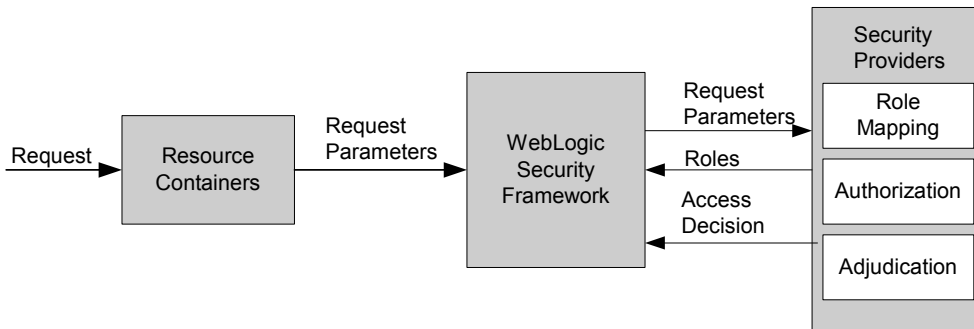 Request
Resource
Containers
Request
Parameters
WebLogic
Security
Framework
Request
Parameters
Roles
Access
Decision
Security
Providers
Role
Mapping
Authorization
Adjudication